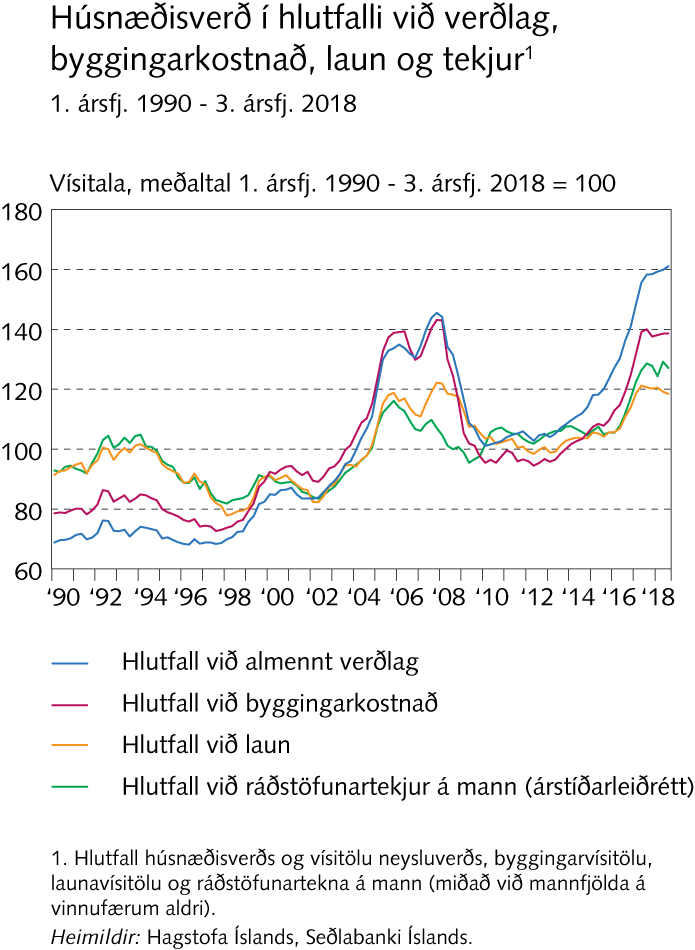 Húsnæðisverð í hlutfalli við verðlag,
byggingarkostnað, laun og tekjur¹
1. ársfj. 1990 - 3. ársfj. 2018
Vísitala, meðaltal 1. ársfj. 1990 - 3. ársfj. 2018 = 100
180
160
140
120
100
80
60
‘90 ‘92 ‘94 ‘96 ‘98 ‘00 ‘02 ‘04 ‘06 ‘08 ‘10 ‘12 ‘14 ‘16 ‘18
Hlutfall við almennt verðlag
Hlutfall við byggingarkostnað
Hlutfall við laun
Hlutfall við ráðstöfunartekjur á mann (árstíðarleiðrétt)
1. Hlutfall húsnæðisverðs og vísitölu neysluverðs, byggingarvísitölu,
launavísitölu og ráðstöfunartekna á mann (miðað við mannfjölda á
vinnufærum aldri).
Heimildir: Hagstofa Íslands, Seðlabanki Íslands.